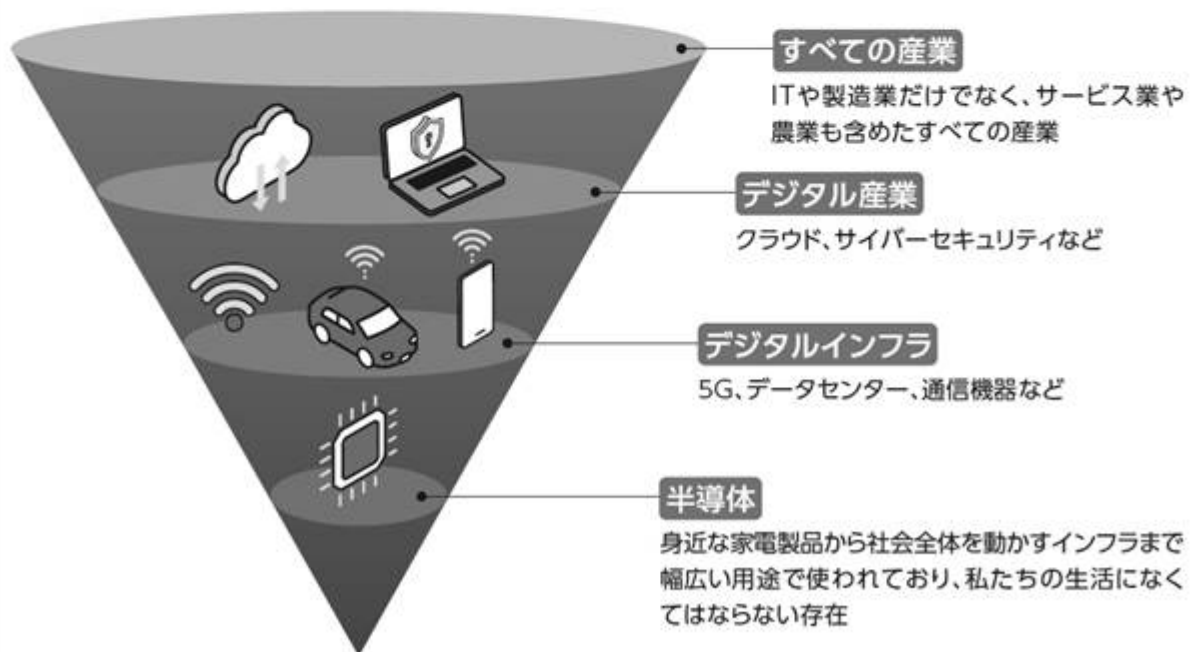 すべての産業
ITや製造業だけでなく、サービス業や
農業も含めたすべての産業
デジタル産業
クラウド、サイバーセキュリティなど
デジタルインフラ
5G、データセンター、通信機器など
半導体
身近な家電製品から社会全体を動かすインフラまで
幅広い用途で使われており、私たちの生活になく
てはならない存在